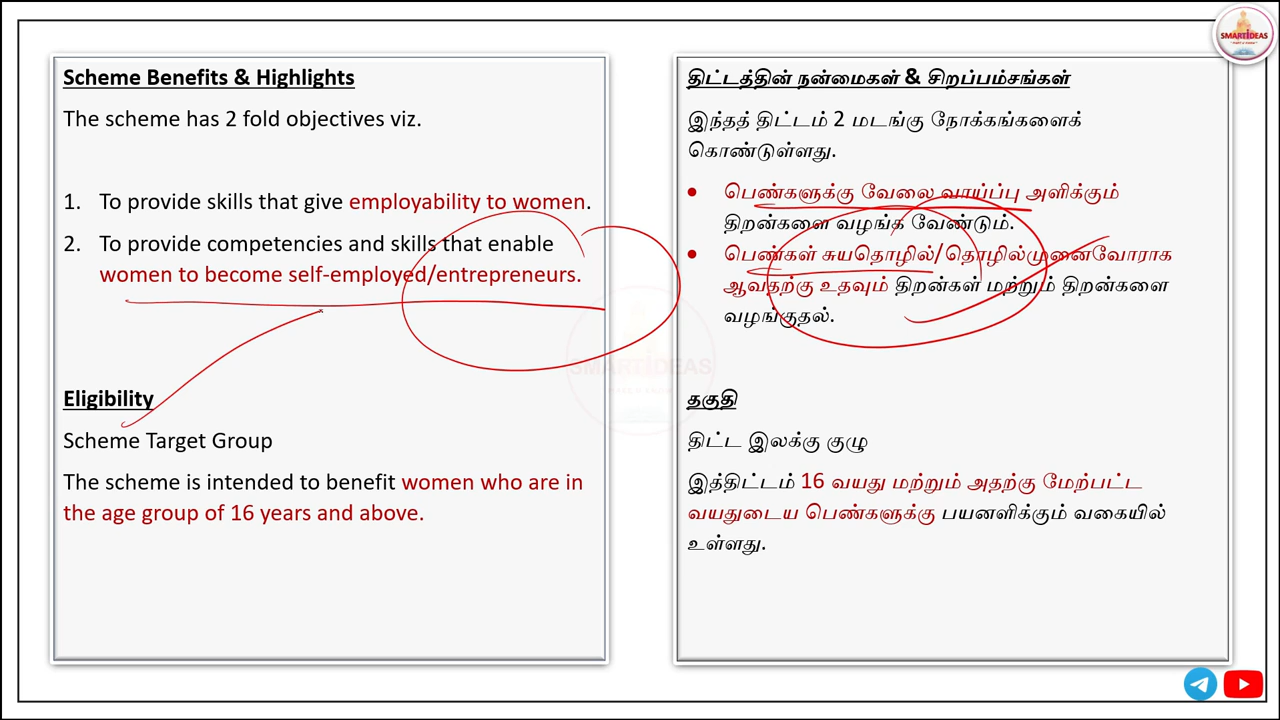 SMARTIDEAS
Scheme Benefits & Highlights
The scheme has 2 fold objectives viz.
1. To provide skills that give employability to women.
2. To provide competencies and skills that enable
women to become self-employed/entrepreneurs.
Eligibility
Scheme Target Group
The scheme is intended to benefit women who are in
the age group of 16 years and above.
திட்டத்தின் நன்மைகள் & சிறப்பம்சங்கள்
இந்தத் திட்டம் 2 மடங்கு நோக்கங்களைக்
கொண்டுள்ளது.
• பெண்களுக்கு வேலை வாய்ப்பு அளிக்கும்
திறன்களை வழங்க வேண்டும்.
• பெண்கள் சுயதொழில்/தொழில்முனைவோராக
ஆவதற்கு உதவும் திறன்கள் மற்றும் திறன்களை
வழங்குதல்.
தகுதி
திட்ட இலக்கு குழு
இத்திட்டம் 16 வயது மற்றும் அதற்கு மேற்பட்ட
வயதுடைய பெண்களுக்கு பயனளிக்கும் வகையில்
உள்ளது.
SMARTIDEAS